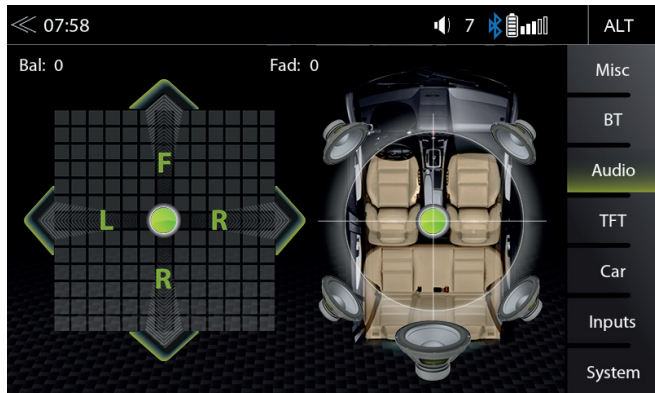 07:58 7 ALT
Bal: 0 Fad: 0 Misc
BT
F
Audio
L R
TFT
Car
R
Inputs
System